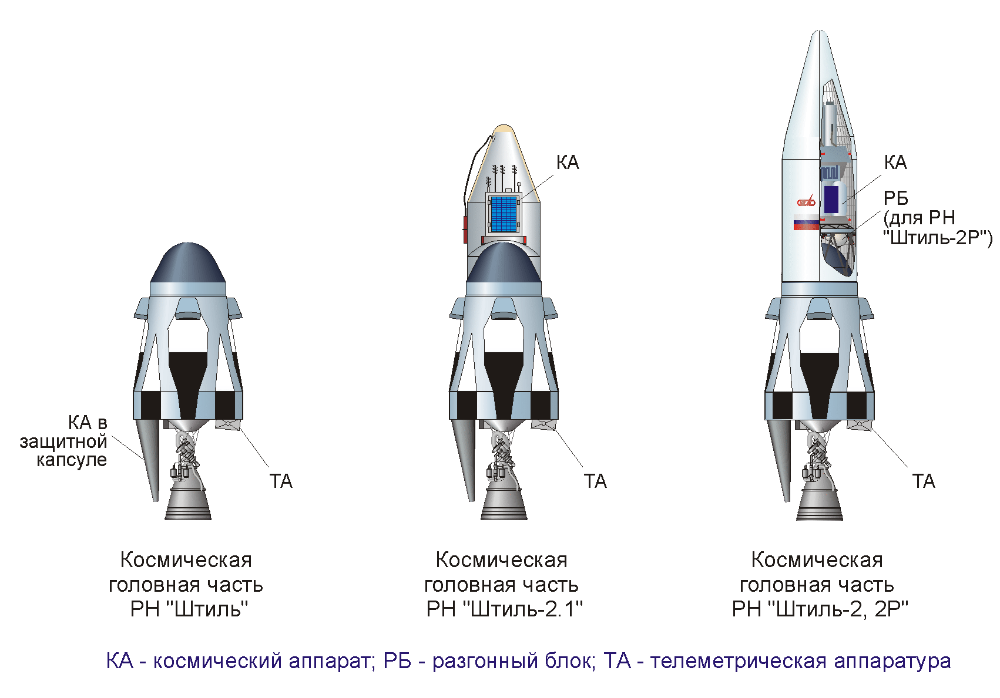 КА
КА
РБ
(для РН
"Штиль-2Р")
КА в
защитной
капсуле
ТА
ТА
ТА
Космическая
головная часть
РН "Штиль"
Космическая
головная часть
РН "Штиль-2.1"
Космическая
головная часть
РН "Штиль-2, 2Р"
КА - космический аппарат; РБ - разгонный блок; ТА - телеметрическая аппаратура